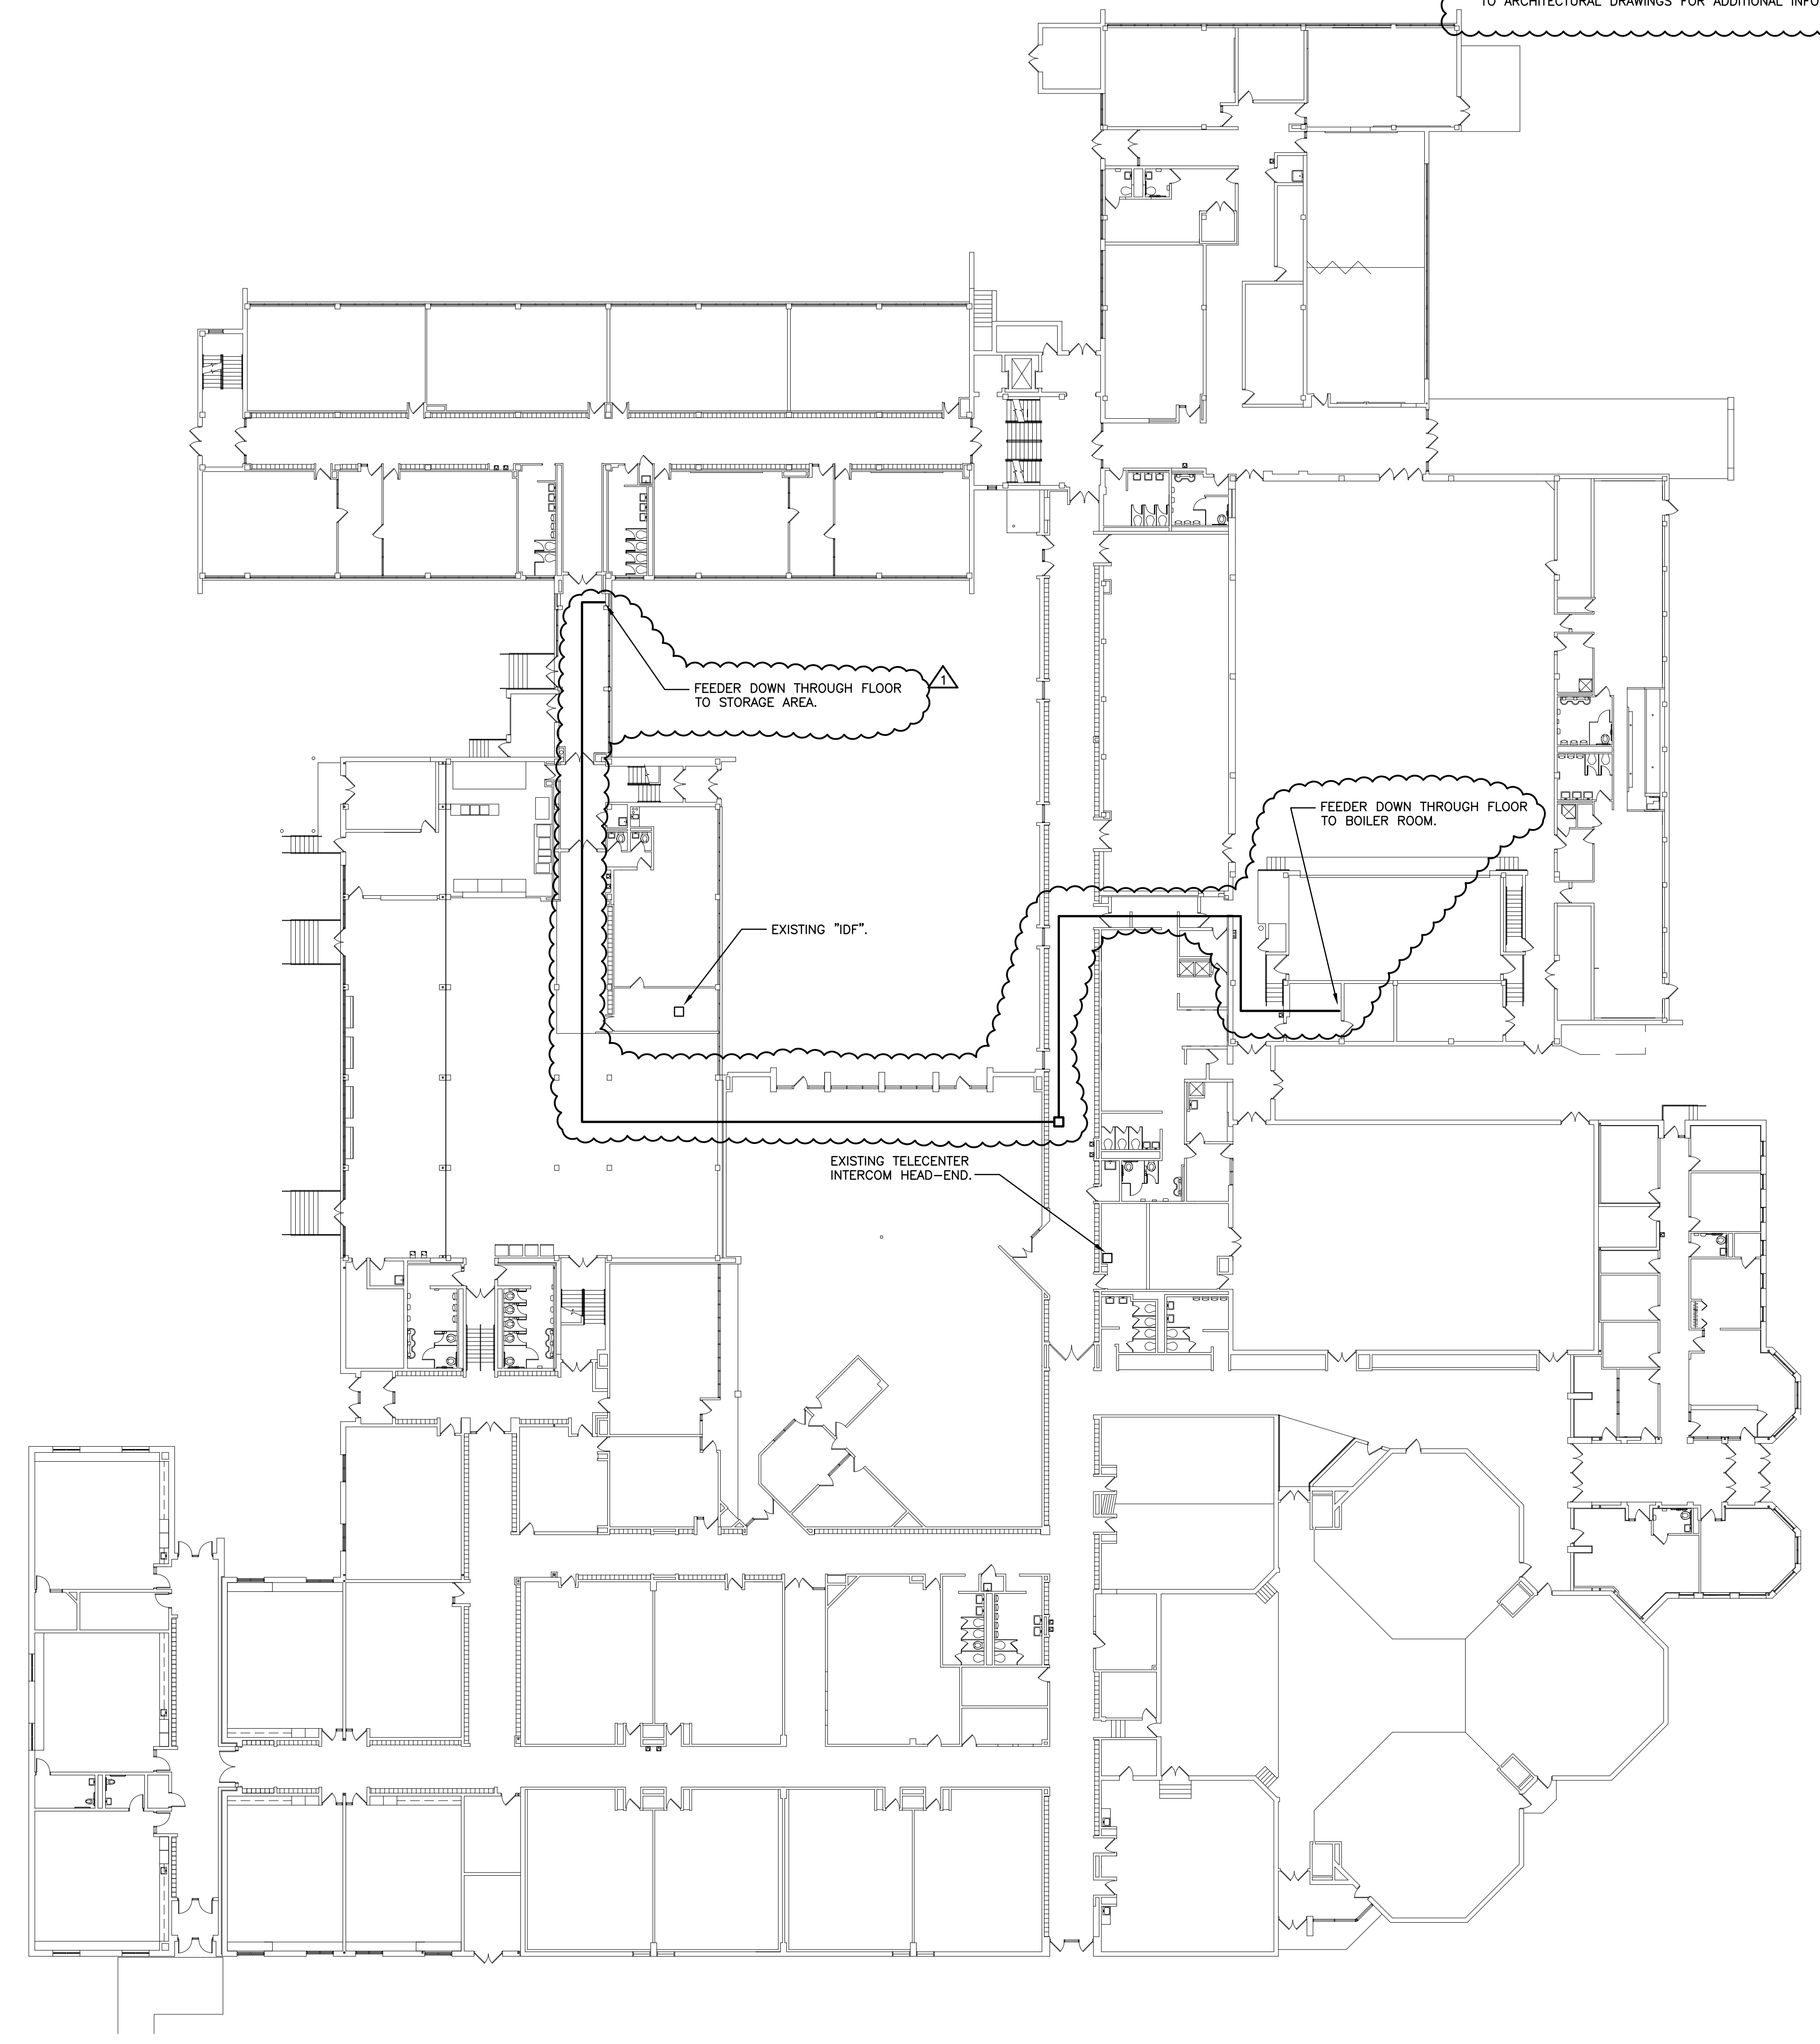 TO ARCHITECTURAL DRAWINGS FOR ADDITIONAL
FEEDER DOWN THROUGH FLOOR
TO STORAGE AREA.
1
FEEDER DOWN THROUGH FLOOR
TO BOILER ROOM.
EXISTING "IDF".
EXISTING TELECENTER
INTERCOM HEAD-END.